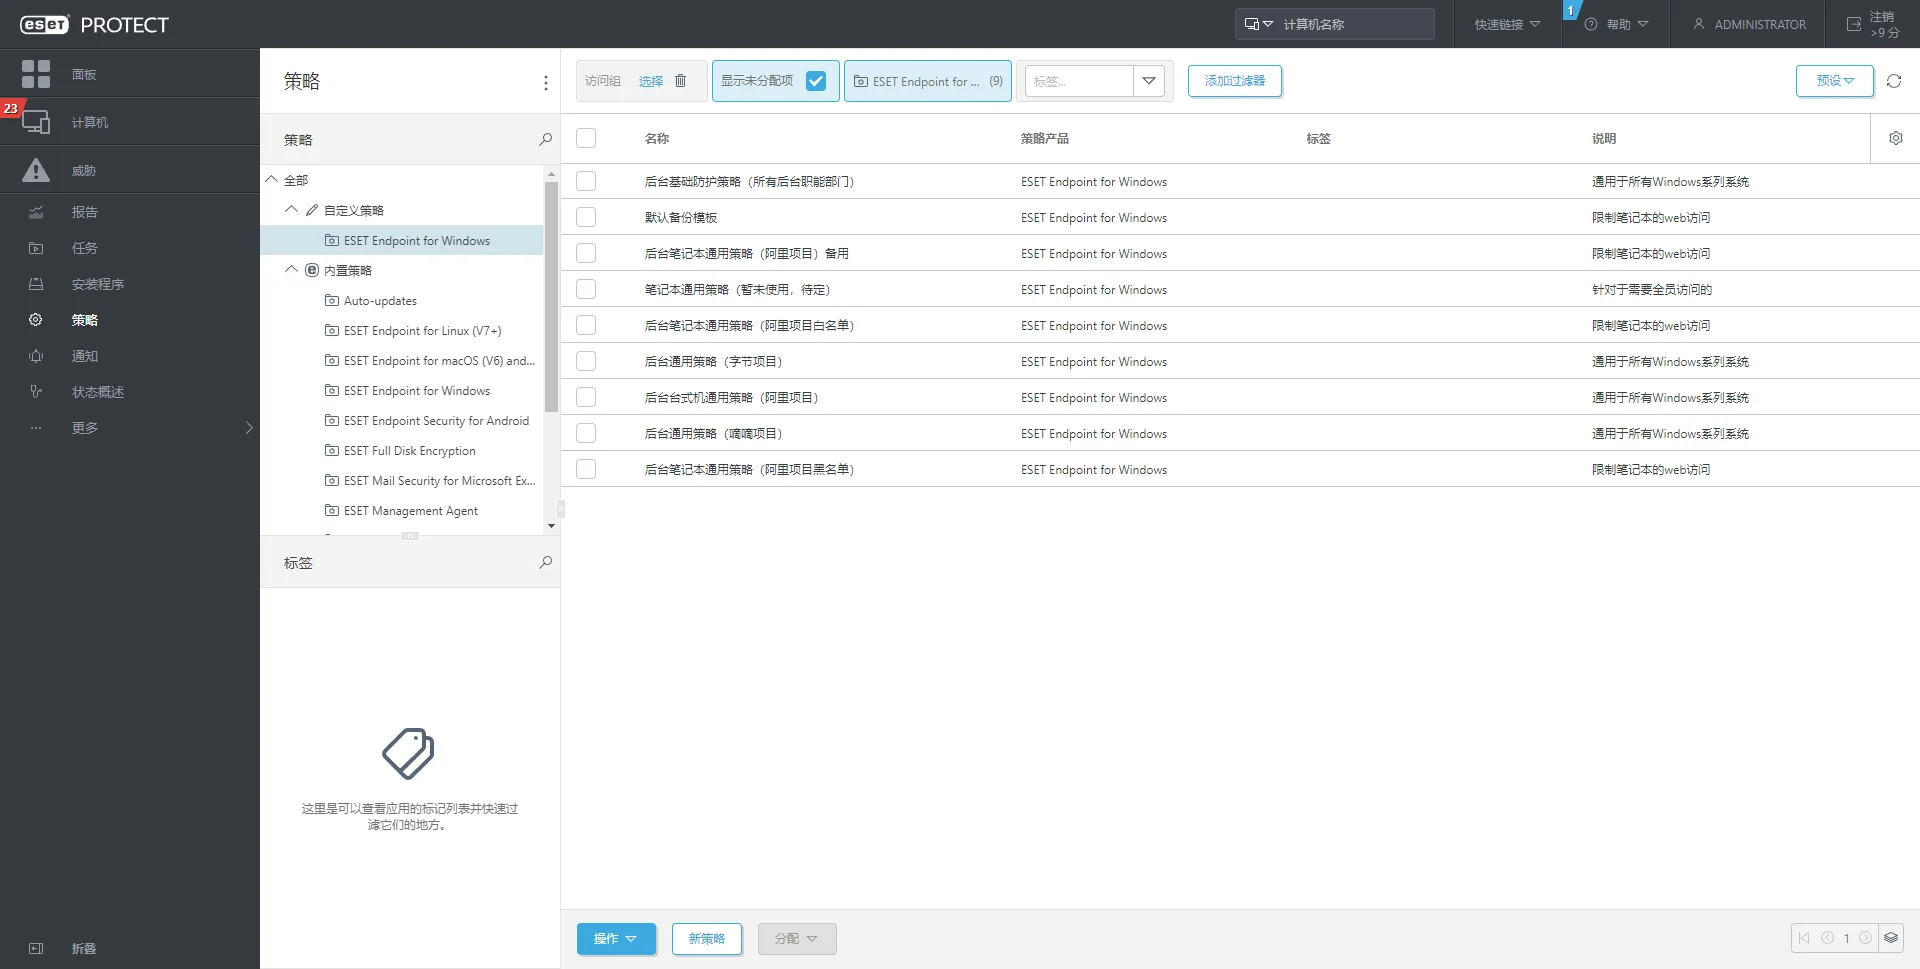 eseT PROTECT
计算机名称
快速链接
1
帮助
ADMINISTRATOR
注销
>9 分
面板
23
计算机
威胁
报告
任务
安装程序
策略
通知
状态概述
更多
折叠
策略
策略
全部
自定义策略
ESET Endpoint for Windows
内置策略
Auto-updates
ESET Endpoint for Linux (V7+)
ESET Endpoint for macOS (V6) and...
ESET Endpoint for Windows
ESET Endpoint Security for Android
ESET Full Disk Encryption
ESET Mail Security for Microsoft Ex...
ESET Management Agent
标签
这里是可以查看应用的标记列表并快速过
滤它们的地方。
访问组 选择 显示未分配项 ESET Endpoint for ... (9) 标签... 添加过滤器 预设
名称 策略产品 标签 说明
后台基础防护策略（所有后台职能部门） ESET Endpoint for Windows 通用于所有Windows系列系统
默认备份模板 ESET Endpoint for Windows 限制笔记本的web访问
后台笔记本通用策略（阿里项目）备用 ESET Endpoint for Windows 限制笔记本的web访问
笔记本通用策略（暂未使用，待定） ESET Endpoint for Windows 针对于需要全员访问的
后台笔记本通用策略（阿里项目白名单） ESET Endpoint for Windows 限制笔记本的web访问
后台通用策略（字节项目） ESET Endpoint for Windows 通用于所有Windows系列系统
后台台式机通用策略（阿里项目） ESET Endpoint for Windows 通用于所有Windows系列系统
后台通用策略（嘀嘀项目） ESET Endpoint for Windows 通用于所有Windows系列系统
后台笔记本通用策略（阿里项目黑名单） ESET Endpoint for Windows 限制笔记本的web访问
操作 新策略 分配 1